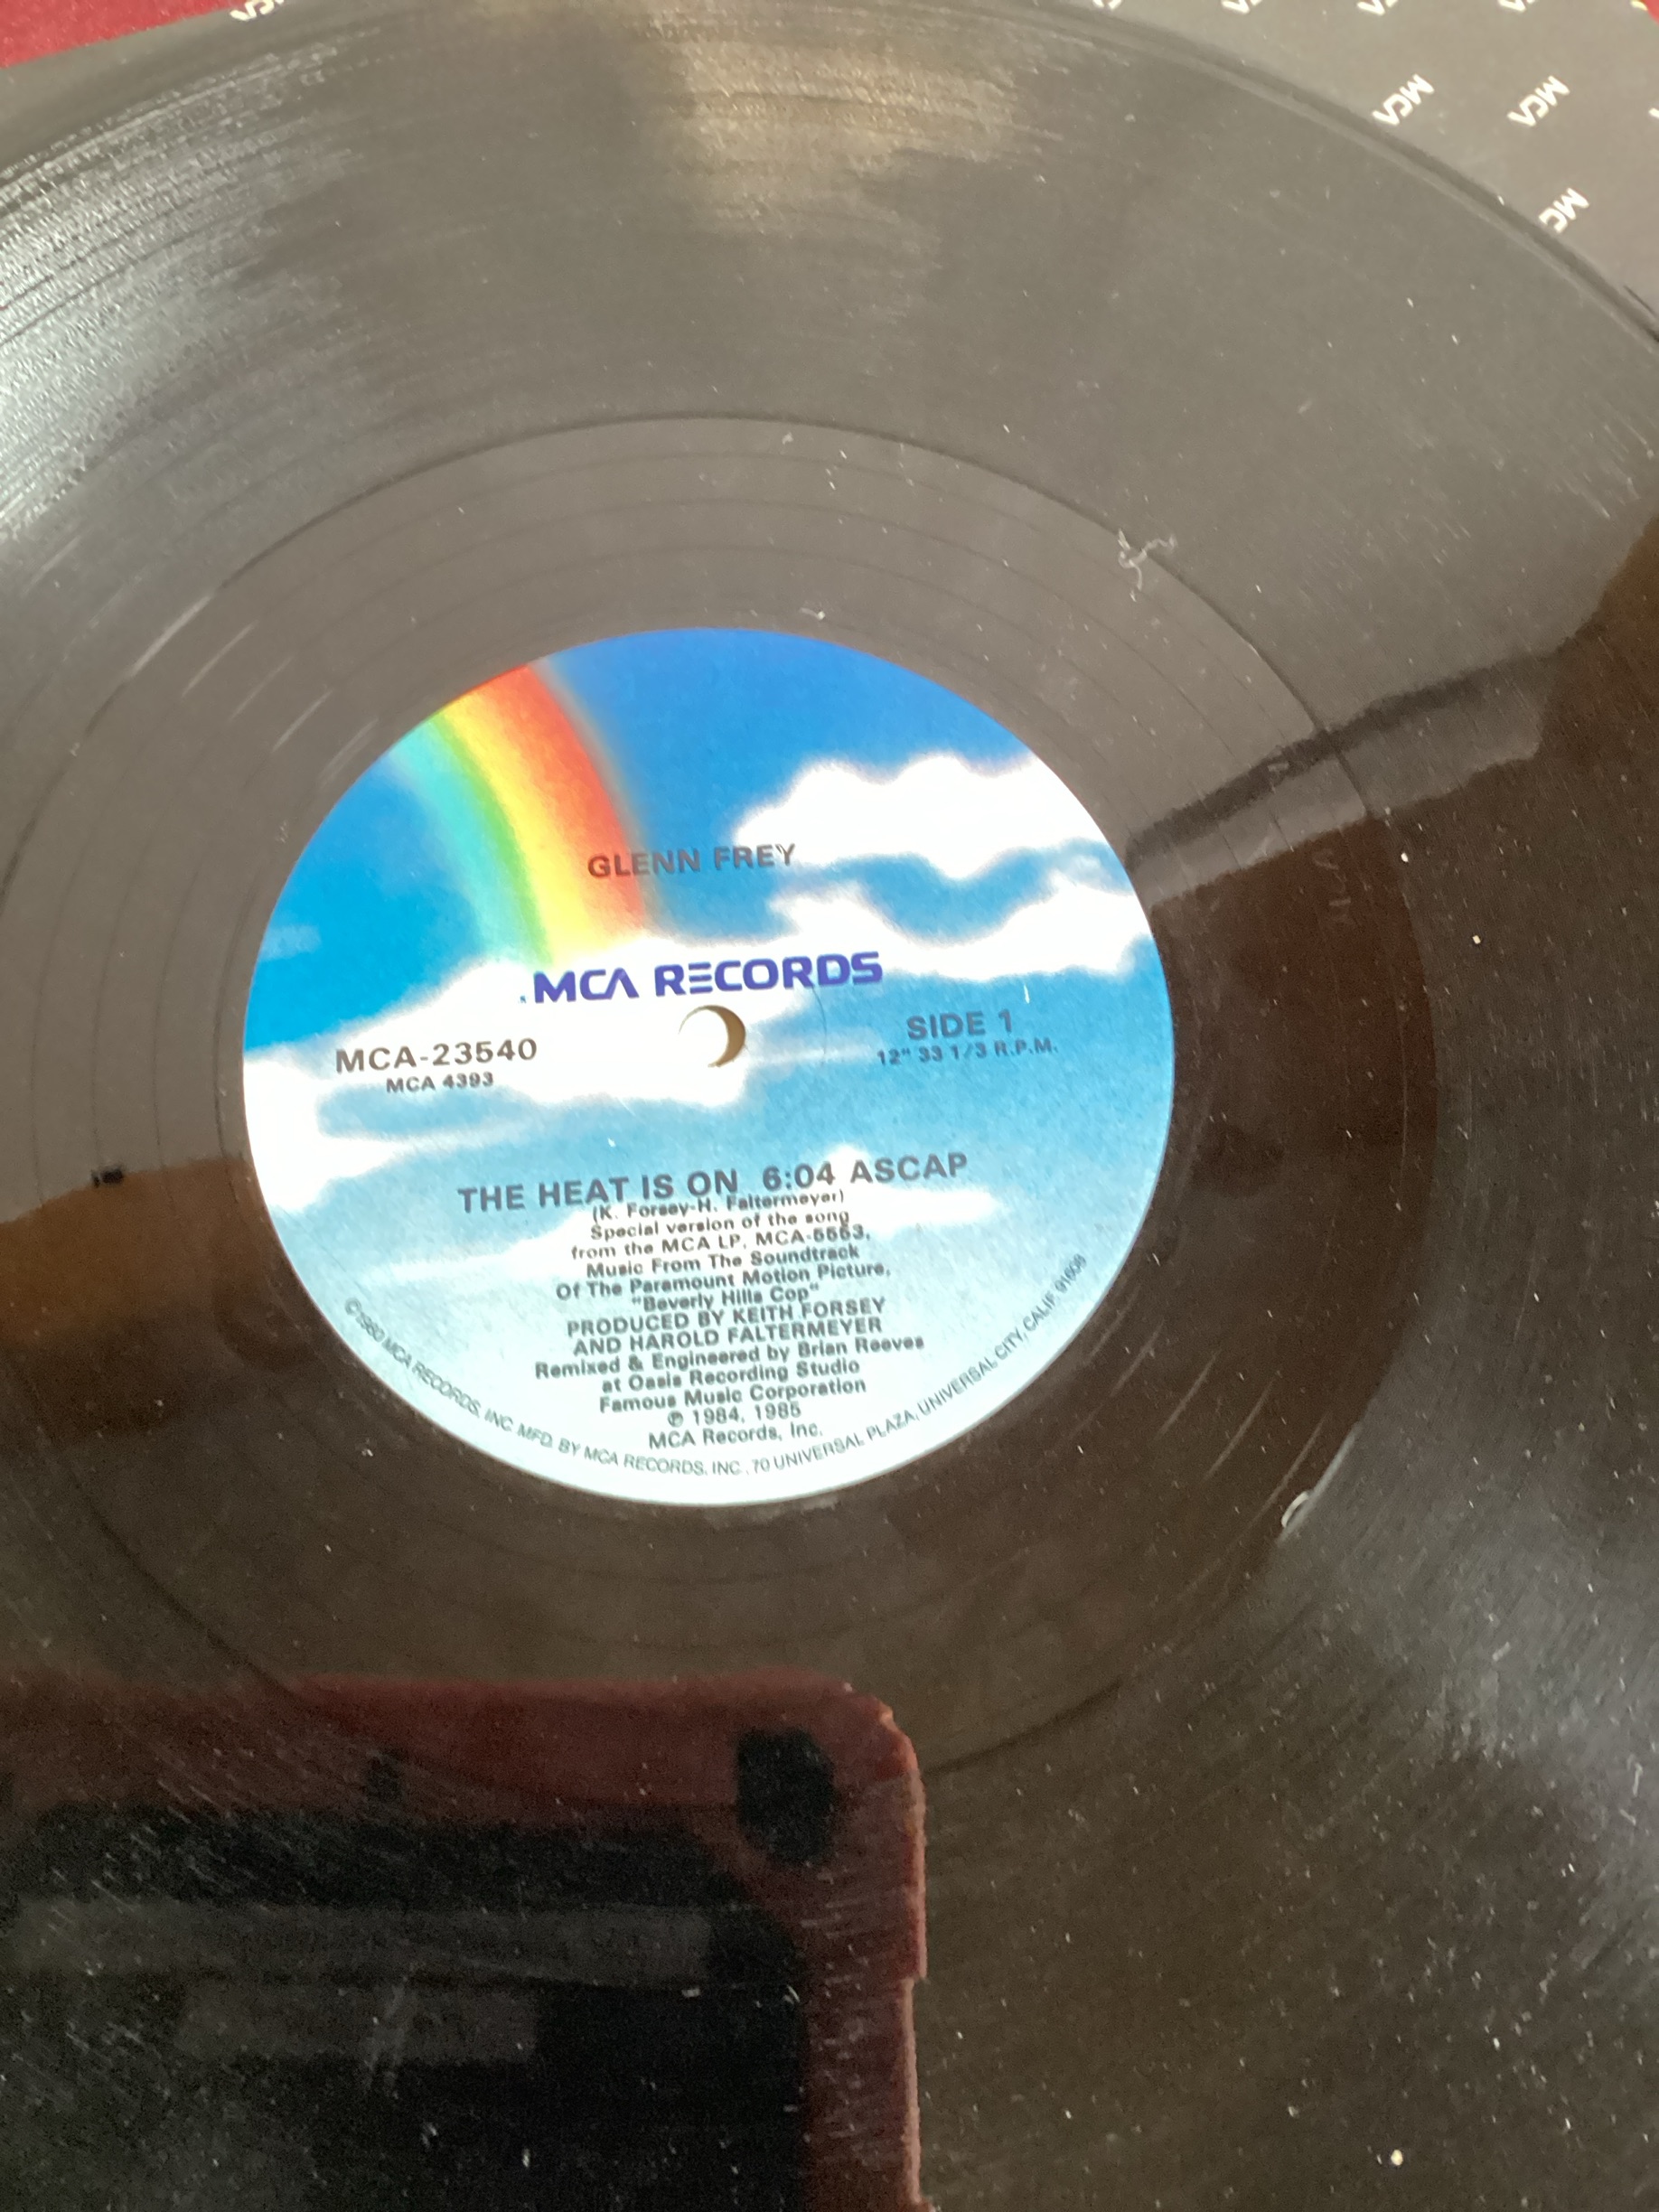 MCA
MCA
MC
GLENN FREY
MCA RECORDS
MCA-23540
MCA 4393
SIDE 1
12" 33 1/3 R.P.M.
THE HEAT IS ON 6:04 ASCAP
(K. Forsey-H. Faltermeyer)
Special version of the song
from the MCA LP, MCA-5553,
Music From The Soundtrack
Of The Paramount Motion Picture,
"Beverly Hills Cop"
PRODUCED BY KEITH FORSEY
AND HAROLD FALTERMEYER
Remixed & Engineered by Brian Reeves
at Oasis Recording Studio
Famous Music Corporation
℗ 1984, 1985
MCA Records, Inc.
©1980 MCA RECORDS, INC. MFD. BY MCA RECORDS, INC., 70 UNIVERSAL PLAZA, UNIVERSAL CITY, CALIF. 91608